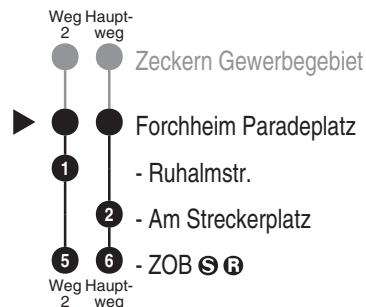 Weg Haupt-
2 weg
Zeckern Gewerbegebiet
Forchheim Paradeplatz
1 - Ruhalmstr.
2 - Am Streckerplatz
5 6 - ZOB S R
Weg Haupt-
2 weg